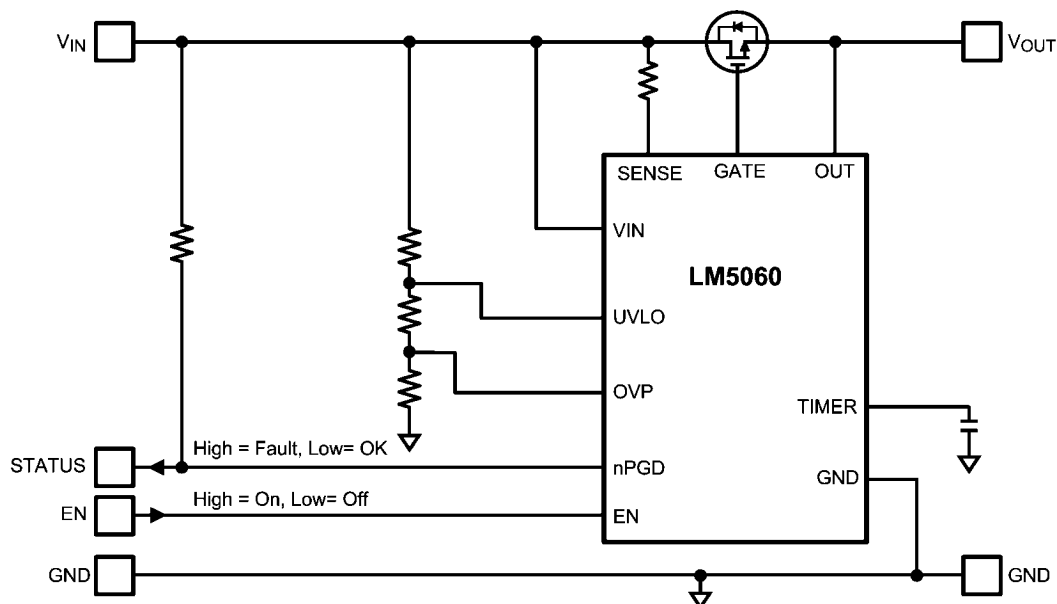 VIN
VOUT
SENSE GATE OUT
VIN
LM5060
UVLO
OVP
TIMER
High = Fault, Low= OK
STATUS
nPGD
GND
High = On, Low= Off
EN
EN
GND
GND